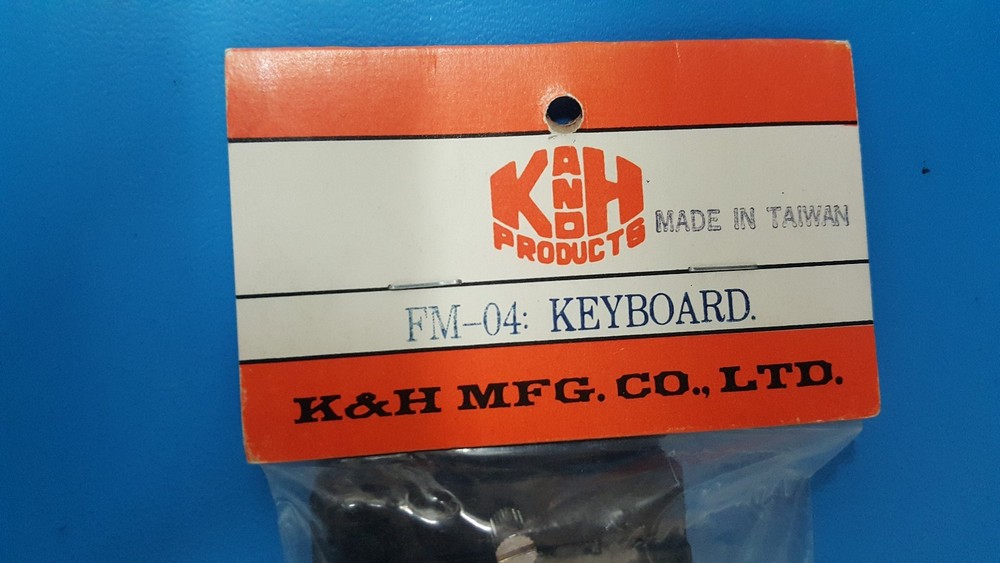 K AND H
PRODUCTS
MADE IN TAIWAN
FM-04: KEYBOARD.
K&H MFG. CO., LTD.